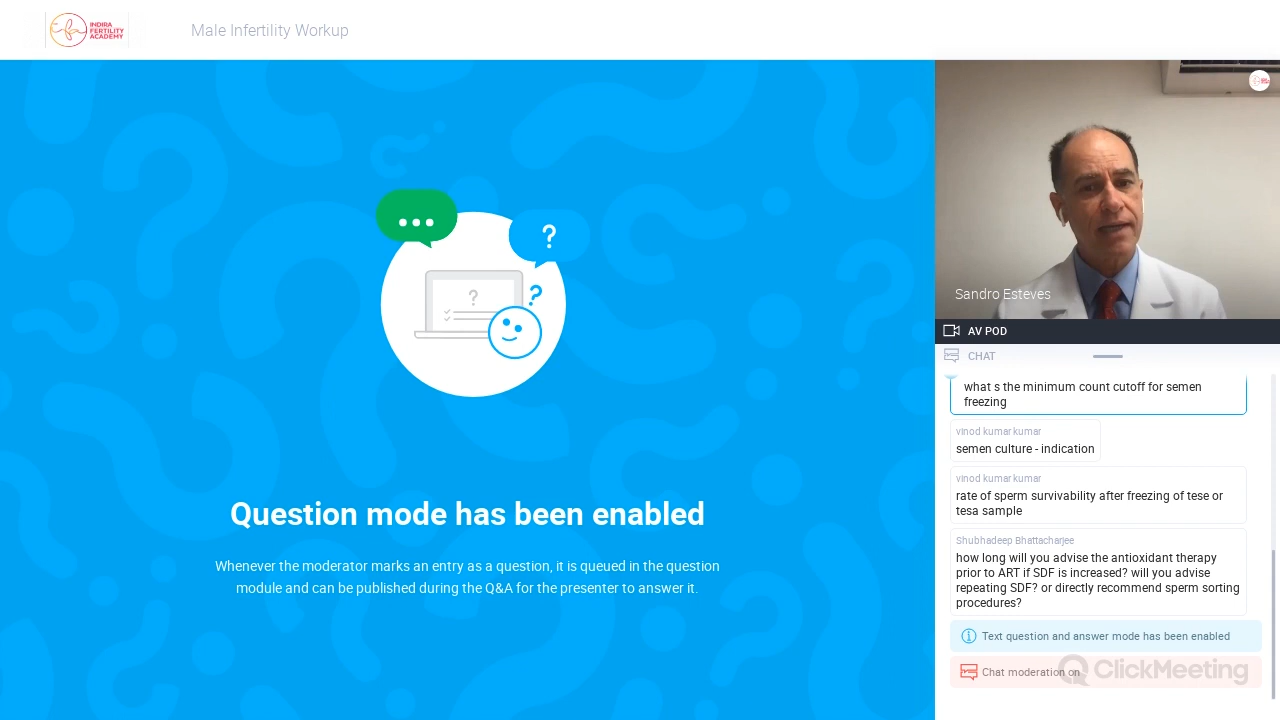 INDIRA
FERTILITY
ACADEMY
Male Infertility Workup
?
?
?
Question mode has been enabled
Whenever the moderator marks an entry as a question, it is queued in the question
module and can be published during the Q&A for the presenter to answer it.
Sandro Esteves
AV POD
CHAT
what s the minimum count cutoff for semen
freezing
vinod kumar kumar
semen culture - indication
vinod kumar kumar
rate of sperm survivability after freezing of tese or
tesa sample
Shubhadeep Bhattacharjee
how long will you advise the antioxidant therapy
prior to ART if SDF is increased? will you advise
repeating SDF? or directly recommend sperm sorting
procedures?
Text question and answer mode has been enabled
Chat moderation on
ClickMeeting